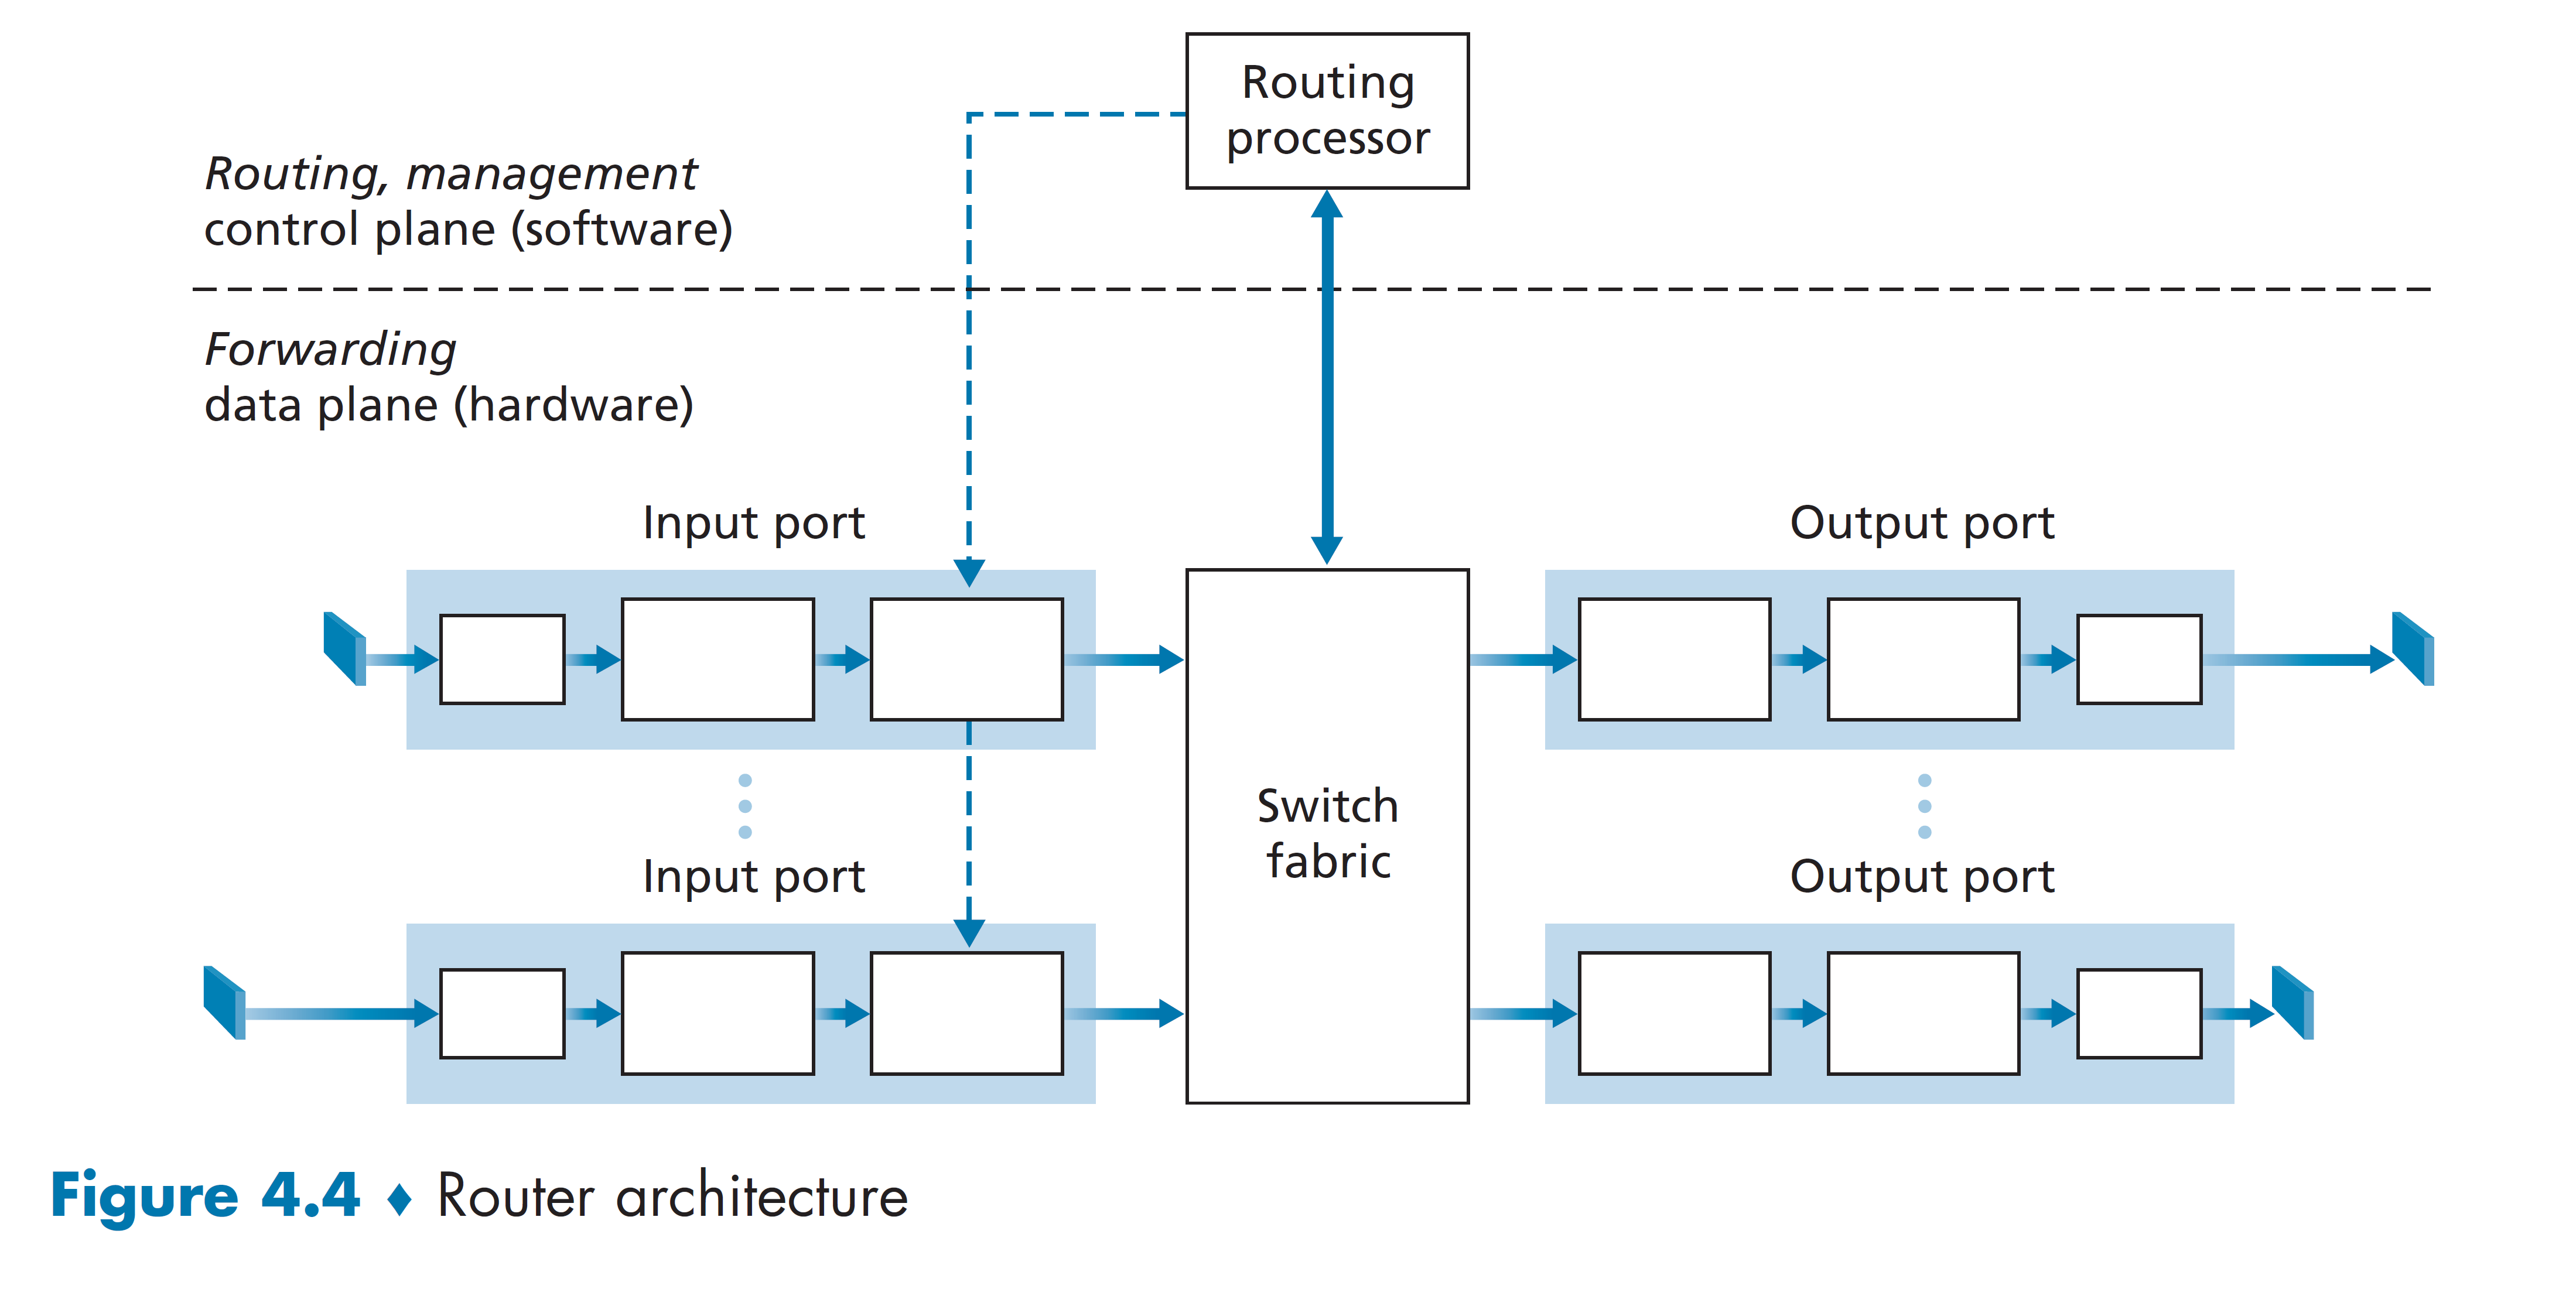 Routing
processor
Routing, management
control plane (software)
Forwarding
data plane (hardware)
Input port
Output port
Switch
fabric
Input port
Output port
Figure 4.4 ♦ Router architecture